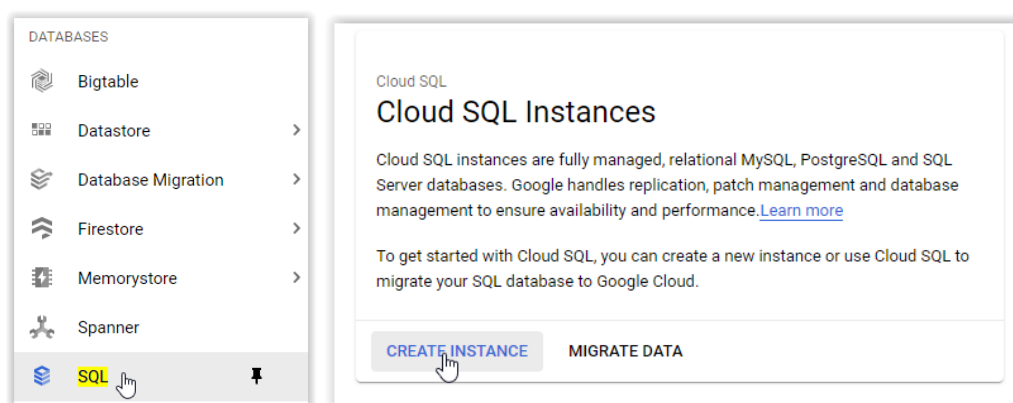 DATABASES
Bigtable
Datastore
Database Migration
Firestore
Memorystore
Spanner
SQL
Cloud SQL
Cloud SQL Instances
Cloud SQL instances are fully managed, relational MySQL, PostgreSQL and SQL
Server databases. Google handles replication, patch management and database
management to ensure availability and performance.Learn more
To get started with Cloud SQL, you can create a new instance or use Cloud SQL to
migrate your SQL database to Google Cloud.
CREATE INSTANCE MIGRATE DATA